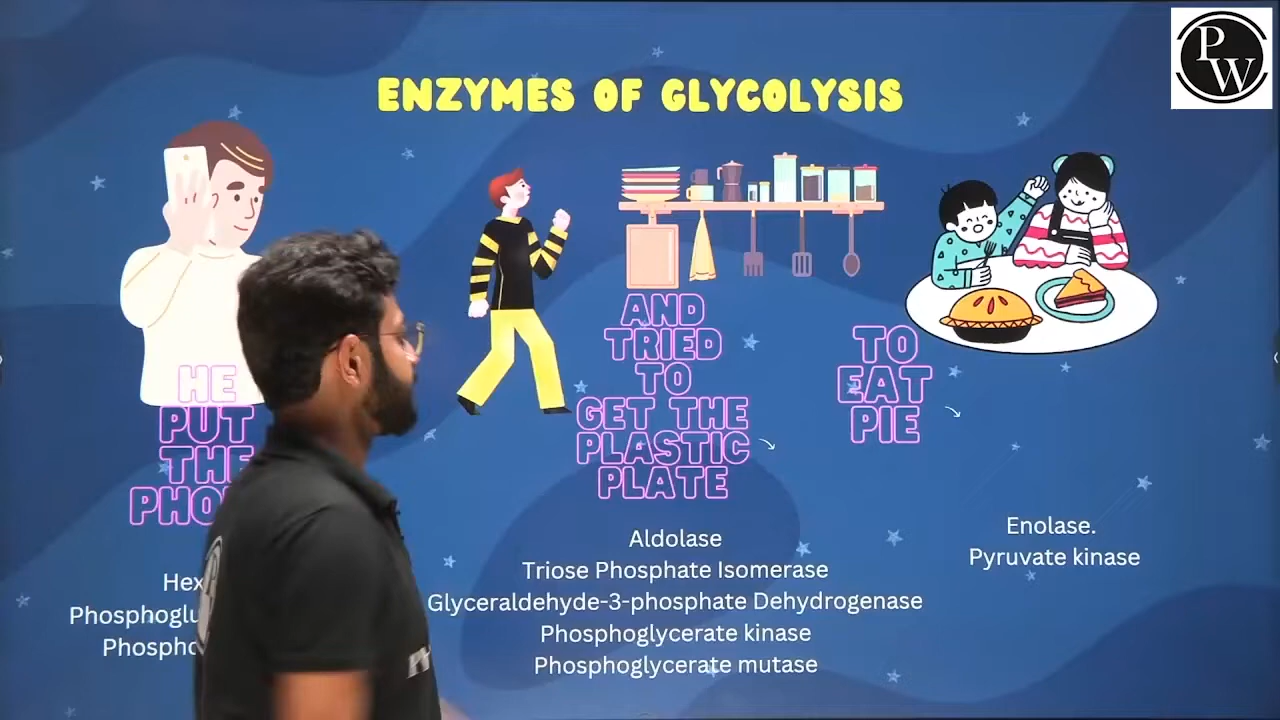 PW
ENZYMES OF GLYCOLYSIS
HE
PUT
THE
AND
TRIED
TO
GET THE
PLASTIC
PLATE
TO
EAT
PIE
Aldolase
Triose Phosphate Isomerase
Glyceraldehyde-3-phosphate Dehydrogenase
Phosphoglycerate kinase
Phosphoglycerate mutase
Enolase.
Pyruvate kinase